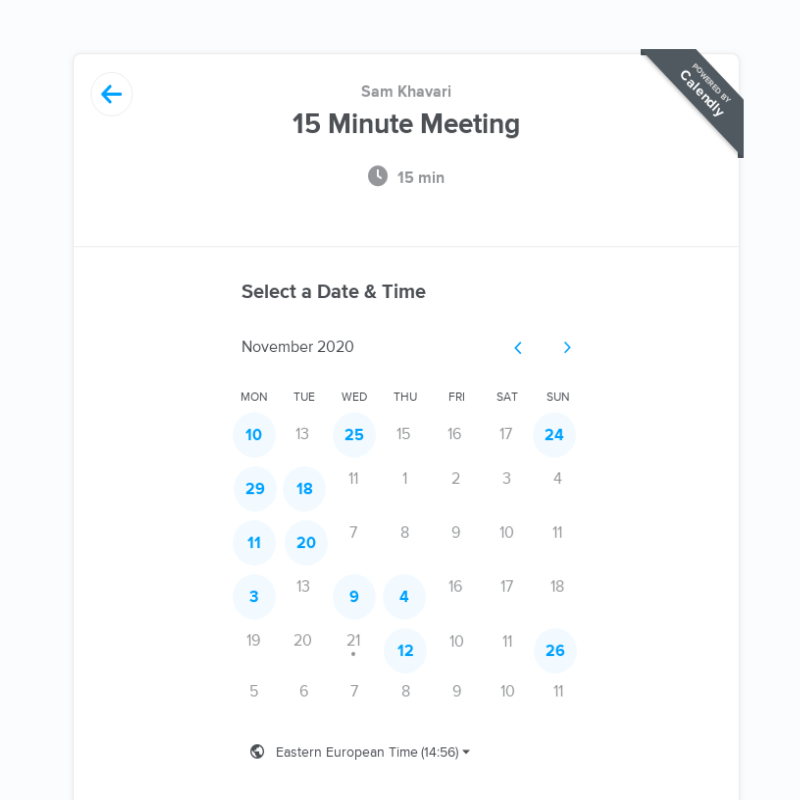 POWERED BY
Calendly
Sam Khavari
15 Minute Meeting
15 min
Select a Date & Time
November 2020
MON TUE WED THU FRI SAT SUN
10 13 25 15 16 17 24
29 18 11 1 2 3 4
11 20 7 8 9 10 11
3 13 9 4 16 17 18
19 20 21 12 10 11 26
5 6 7 8 9 10 11
Eastern European Time (14:56)